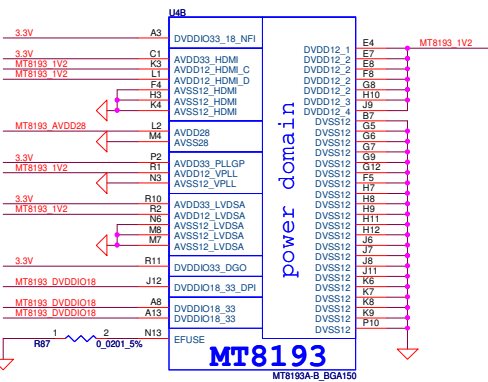 U4B
3.3V A3 DVDDIO33_18_NFI
3.3V C1 AVDD33_HDMI
MT8193_1V2 K3 AVDD12_HDMI_C
MT8193_1V2 L1 AVDD12_HDMI_D
F4 AVSS12_HDMI
H3 AVSS12_HDMI
K4 AVSS12_HDMI
MT8193_AVDD28 L2 AVDD28
M4 AVSS28
3.3V P2 AVDD33_PLLGP
MT8193_1V2 R1 AVDD12_VPLL
N3 AVSS12_VPLL
3.3V R10 AVDD33_LVDSA
MT8193_1V2 R2 AVDD12_LVDSA
N6 AVSS12_LVDSA
M8 AVSS12_LVDSA
M7 AVSS12_LVDSA
3.3V R11 DVDDIO33_DGO
MT8193_DVDDIO18 J12 DVDDIO18_33_DPI
MT8193_DVDDIO18 A8 DVDDIO18_33
MT8193_DVDDIO18 A13 DVDDIO18_33
1 2 N13 EFUSE
R87 0_0201_5%
power domain
DVDD12_1 E4 MT8193_1V2
DVDD12_2 E7
DVDD12_2 E8
DVDD12_2 F8
DVDD12_2 G8
DVDD12_3 H10
DVDD12_4 J9
DVSS12 B7
DVSS12 G5
DVSS12 G6
DVSS12 G7
DVSS12 G9
DVSS12 G12
DVSS12 F5
DVSS12 H7
DVSS12 H8
DVSS12 H9
DVSS12 H11
DVSS12 H12
DVSS12 J6
DVSS12 J7
DVSS12 J8
DVSS12 J11
DVSS12 K6
DVSS12 K7
DVSS12 K8
DVSS12 K9
DVSS12 P10
MT8193
MT8193A-B_BGA150